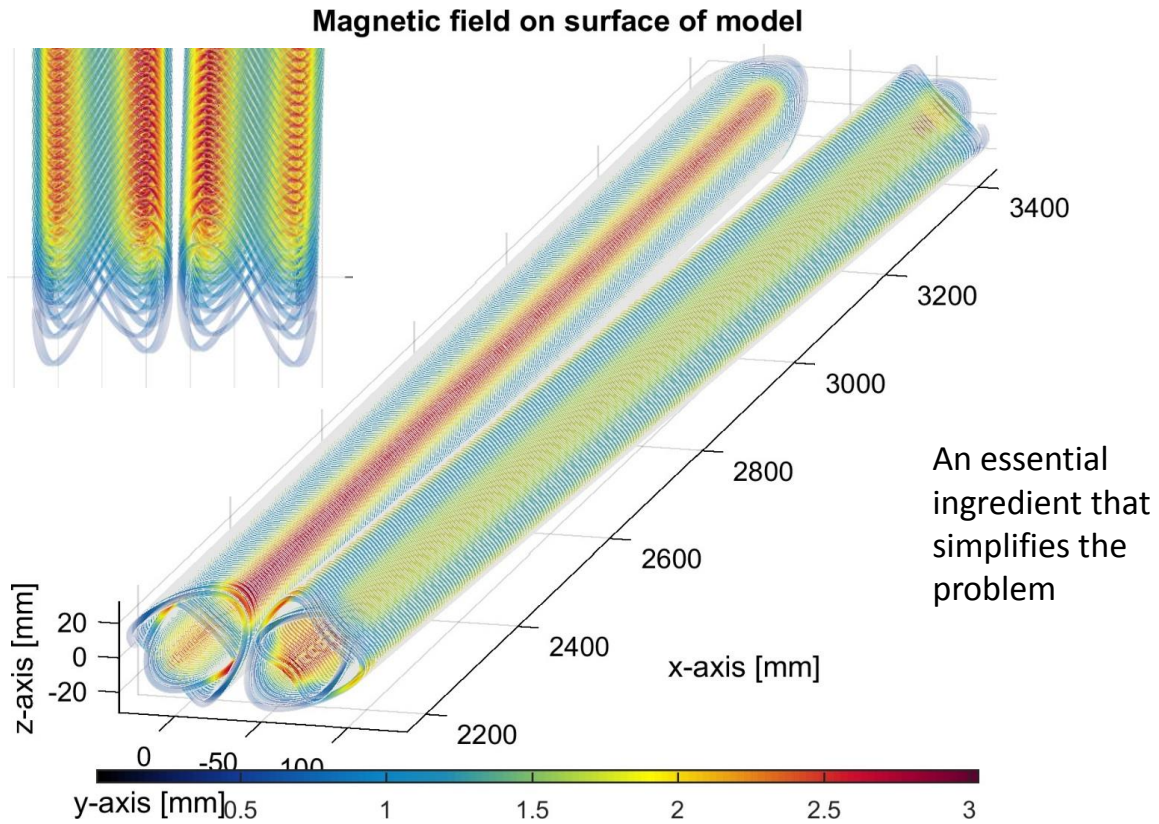 Magnetic field on surface of model
3400
3200
3000
2800
2600
2400
2200
An essential
ingredient that
simplifies the
problem
z-axis [mm]
20
0
-20
x-axis [mm]
0
-50
100
y-axis [mm]
0.5
1
1.5
2
2.5
3